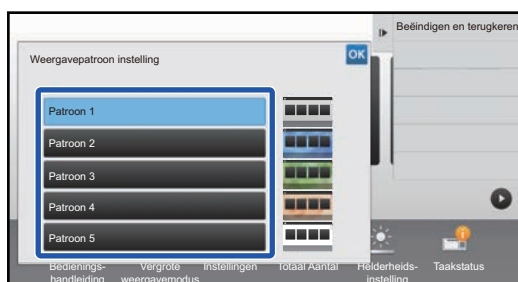 Beëindigen en terugkeren
Weergavepatroon instelling
OK
Patroon 1
Patroon 2
Patroon 3
Patroon 4
Patroon 5
Bedienings-
handleiding
Vergrote
weergavemodus
Instellingen
Totaal Aantal
Helderheids-
instelling
Taakstatus